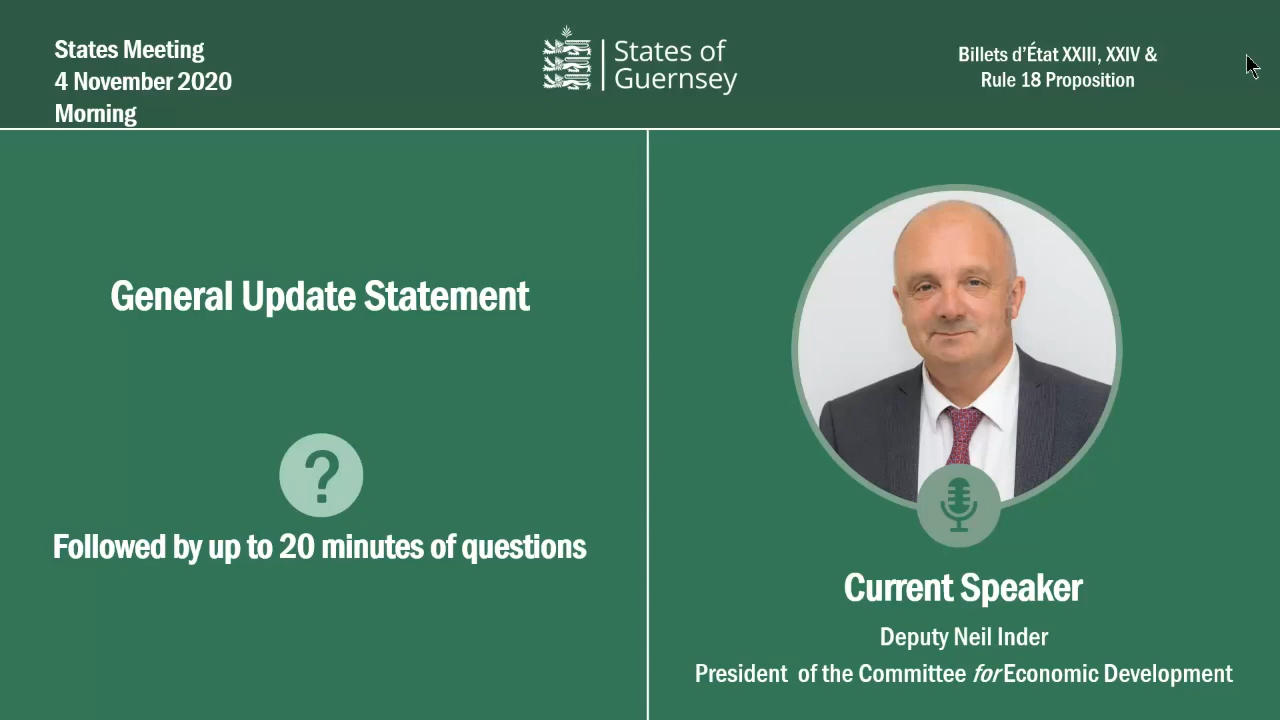 States Meeting
4 November 2020
Morning
States of
Guernsey
Billets d'État XXIII, XXIV &
Rule 18 Proposition
General Update Statement
?
Followed by up to 20 minutes of questions
Current Speaker
Deputy Neil Inder
President of the Committee for Economic Development